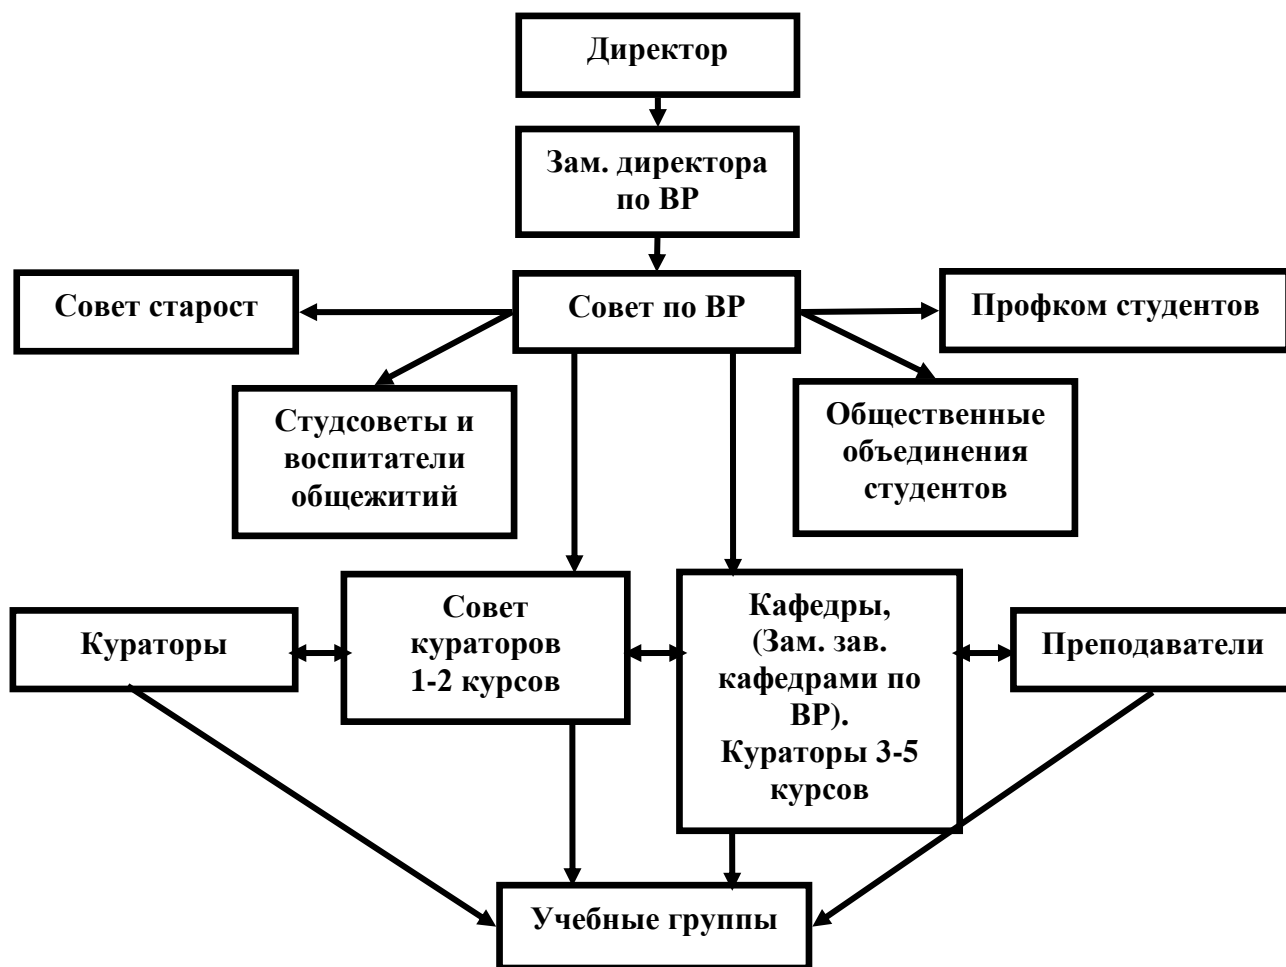 Директор
Зам. директора
по ВР
Совет старост
Совет по ВР
Профком студентов
Студсоветы и
воспитатели
общежитий
Общественные
объединения
студентов
Кураторы
Совет
кураторов
1-2 курсов
Кафедры,
(Зам. зав.
кафедрами по
ВР).
Кураторы 3-5
курсов
Преподаватели
Учебные группы